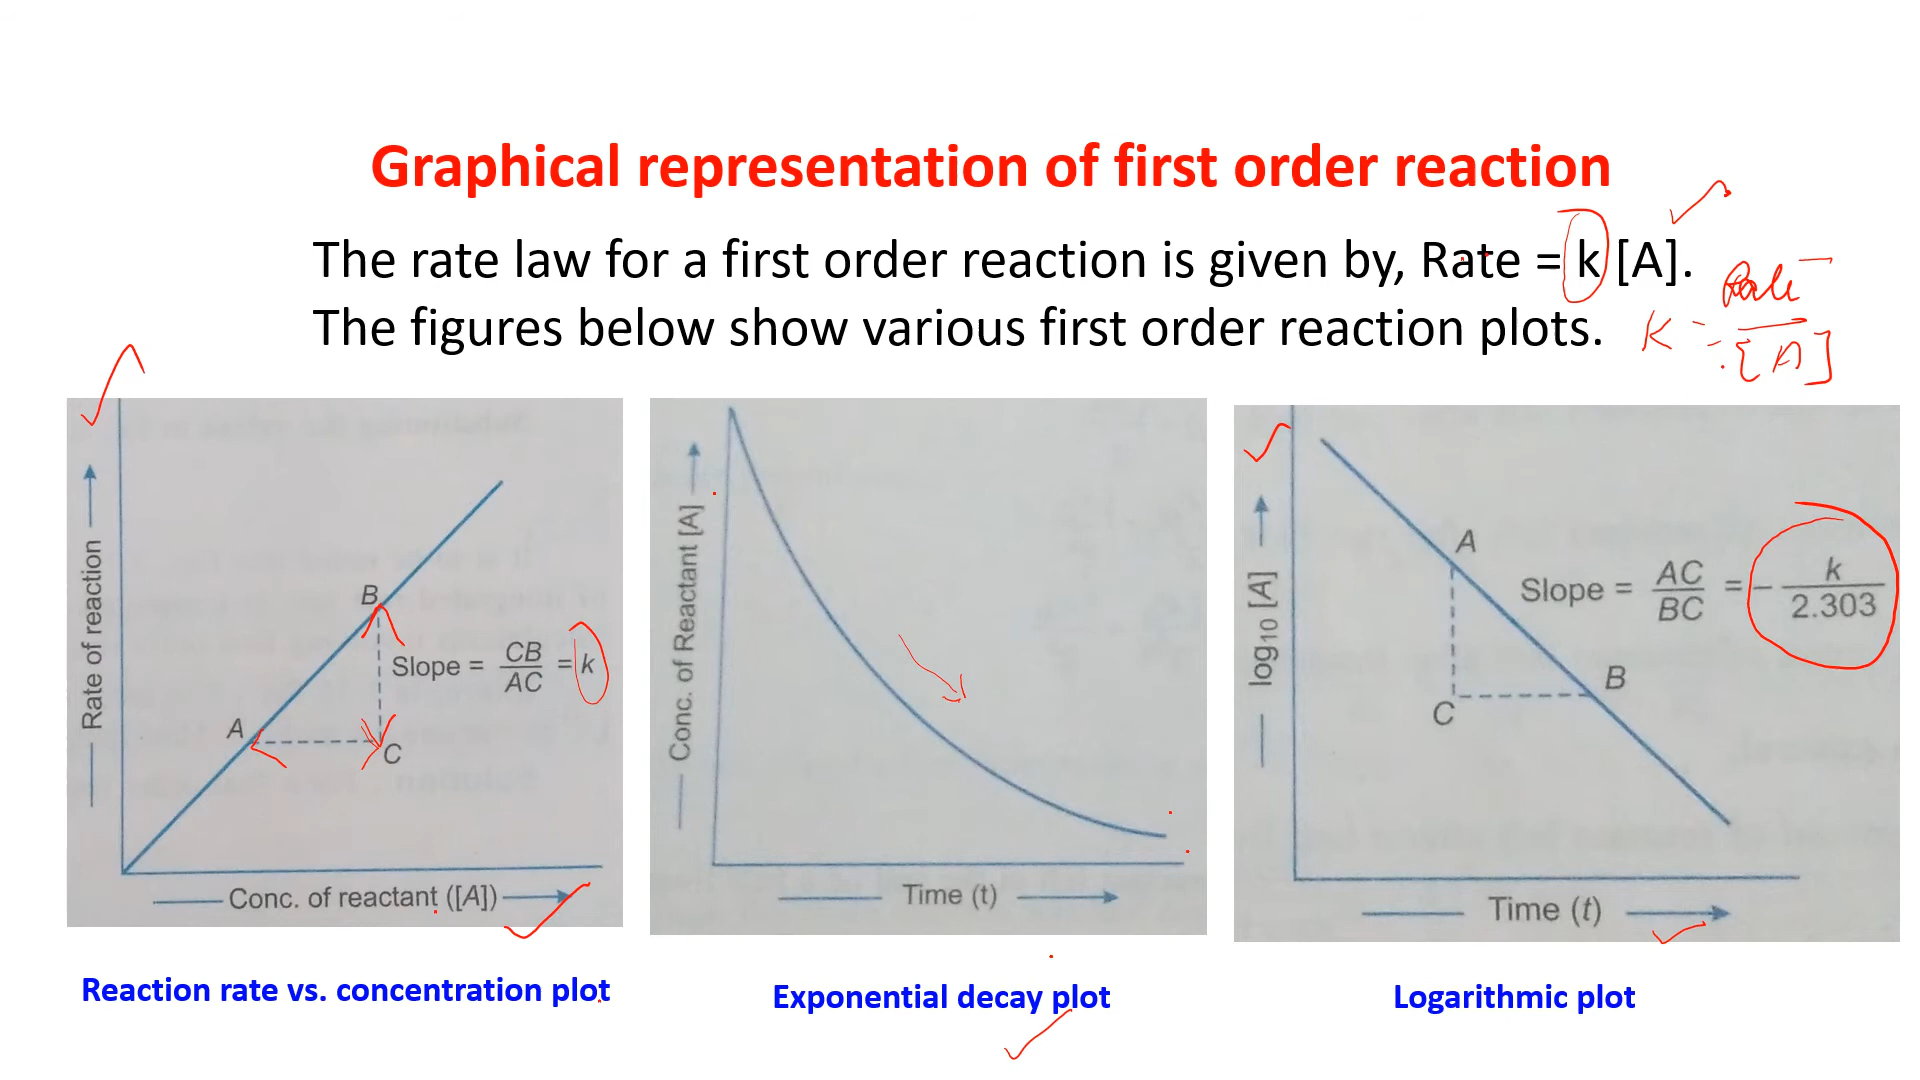 Graphical representation of first order reaction
The rate law for a first order reaction is given by, Rate = k [A].
The figures below show various first order reaction plots.
K = Rate / [A]
Rate of reaction
B
Slope = CB / AC = k
A
C
Conc. of reactant ([A])
Reaction rate vs. concentration plot
Conc. of Reactant [A]
Time (t)
Exponential decay plot
log10 [A]
A
Slope = AC / BC = - k / 2.303
B
C
Time (t)
Logarithmic plot